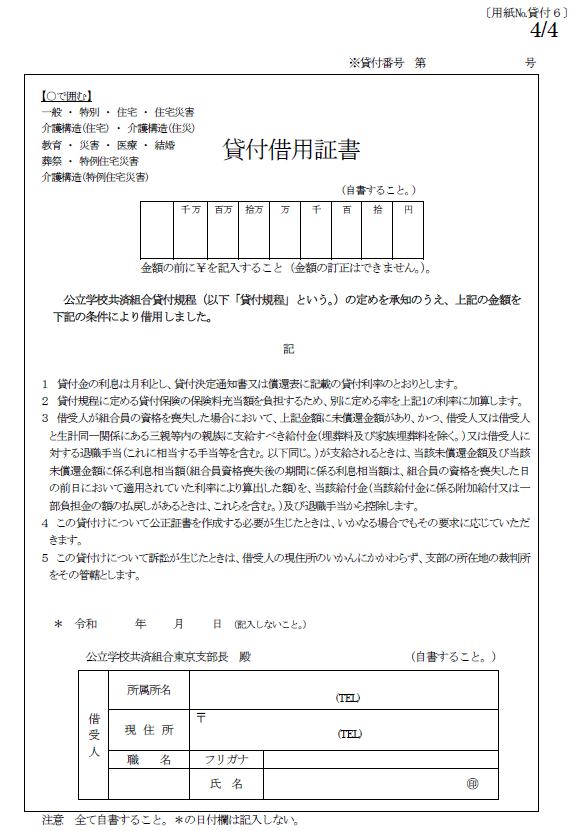 〔用紙№貸付６〕
4/4
※貸付番号　第　　　　　　　　号
【○で囲む】
一般 ・ 特別 ・ 住宅 ・ 住宅災害
介護構造(住宅) ・ 介護構造(住災)
教育 ・ 災害 ・ 医療 ・ 結婚
葬祭 ・ 特例住宅災害
介護構造(特例住宅災害)
貸付借用証書
（自書すること。）
千万　百万　拾万　万　千　百　拾　円
金額の前に￥を記入すること（金額の訂正はできません。）。
公立学校共済組合貸付規程（以下「貸付規程」という。）の定めを承知のうえ、上記の金額を
下記の条件により借用しました。
記
1　貸付金の利息は月利とし、貸付決定通知書又は償還表に記載の貸付利率のとおりとします。
2　貸付規程に定める貸付保険の保険料充当額を負担するため、別に定める率を上記1の利率に加算します。
3　借受人が組合員の資格を喪失した場合において、上記金額に未償還金額があり、かつ、借受人又は借受人
と生計同一関係にある三親等内の親族に支給すべき給付金(埋葬料及び家族埋葬料を除く。)又は借受人に
対する退職手当(これに相当する手当等を含む。以下同じ。)が支給されるときは、当該未償還金額及び当該
未償還金額に係る利息相当額(組合員資格喪失後の期間に係る利息相当額は、組合員の資格を喪失した日
の前日において適用されていた利率により算出した額)を、当該給付金(当該給付金に係る附加給付又は一
部負担金の額の払戻しがあるときは、これらを含む。)及び退職手当から控除します。
4　この貸付けについて公正証書を作成する必要が生じたときは、いかなる場合でもその要求に応じていただ
きます。
5　この貸付けについて訴訟が生じたときは、借受人の現住所のいかんにかかわらず、支部の所在地の裁判所
をその管轄とします。
＊　令和　　　年　　月　　日　（記入しないこと。）
公立学校共済組合東京支部長　殿　　　　　　　　（自書すること。）
借受人
所属所名
(TEL)
現 住 所
〒
(TEL)
職　　名　　フリガナ
氏　名　　㊞
注意　全て自書すること。＊の日付欄は記入しない。